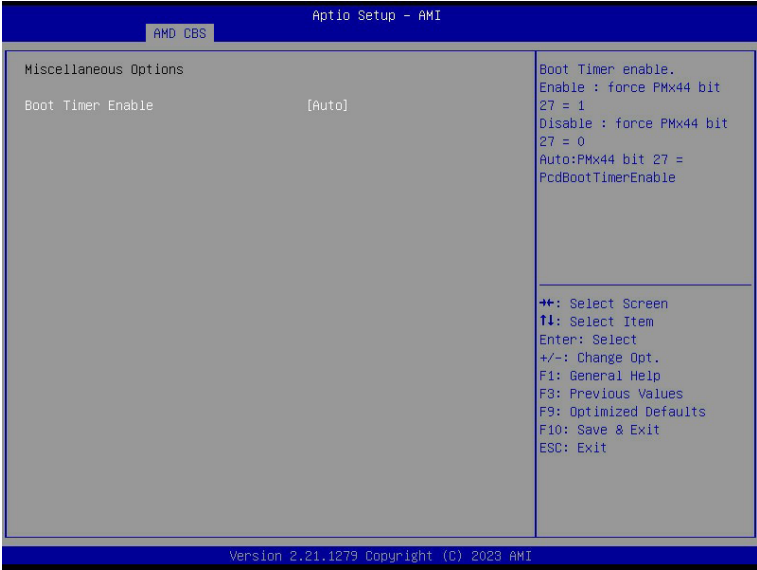 Aptio Setup - AMI
AMD CBS
Miscellaneous Options
Boot Timer Enable [Auto]
Boot Timer enable.
Enable : force PMx44 bit
27 = 1
Disable : force PMx44 bit
27 = 0
Auto:PMx44 bit 27 =
PcdBootTimerEnable
→←: Select Screen
↑↓: Select Item
Enter: Select
+/-: Change Opt.
F1: General Help
F3: Previous Values
F9: Optimized Defaults
F10: Save & Exit
ESC: Exit
Version 2.21.1279 Copyright (C) 2023 AMI